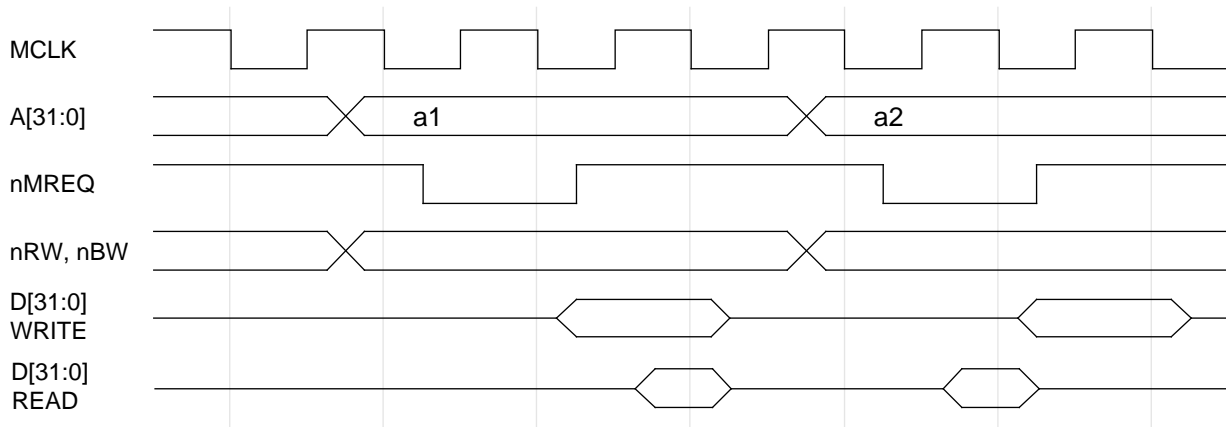 MCLK
A[31:0]
a1
a2
nMREQ
nRW, nBW
D[31:0]
WRITE
D[31:0]
READ